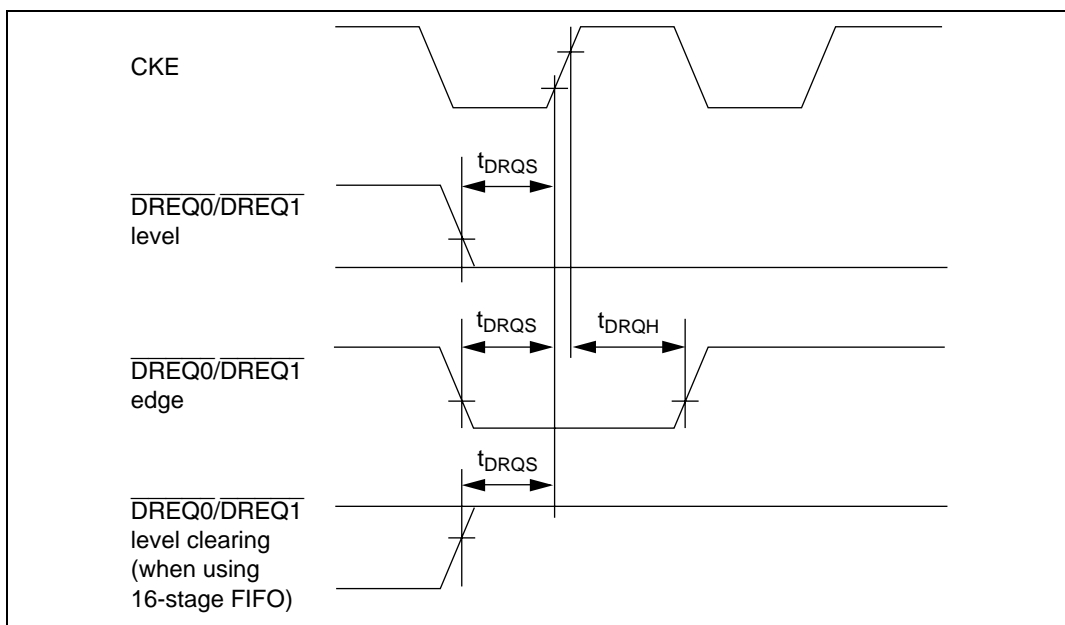 CKE
tDRQS
DREQ0/DREQ1
level
tDRQS
tDRQH
DREQ0/DREQ1
edge
tDRQS
DREQ0/DREQ1
level clearing
(when using
16-stage FIFO)